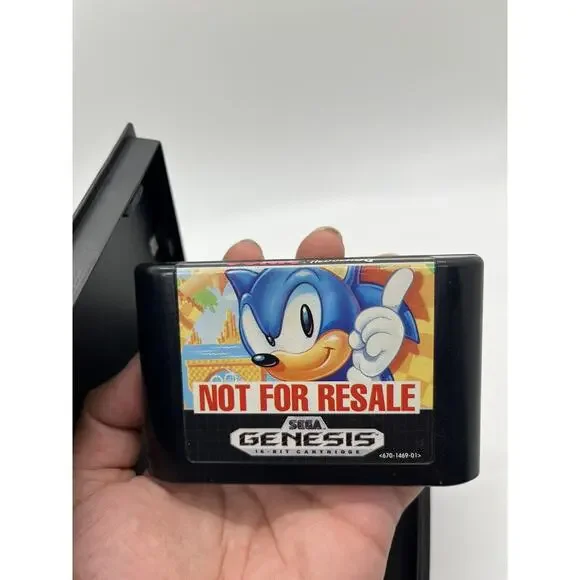 NOT FOR RESALE
SEGA
GENESIS
16-BIT CARTRIDGE
<670-1469-01>